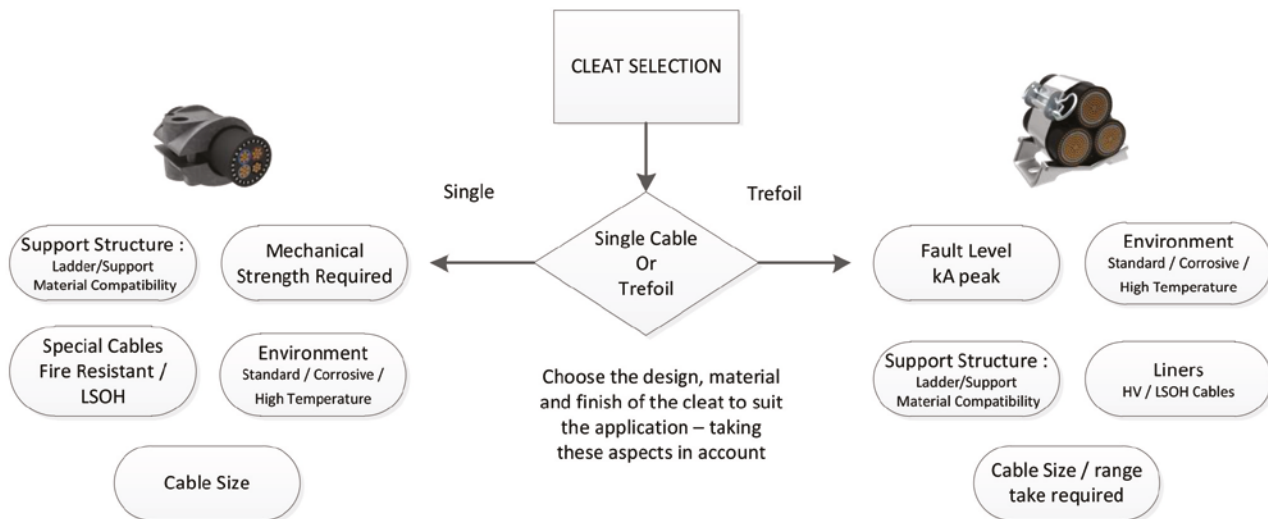 CLEAT SELECTION
Single
Trefoil
Single Cable
Or
Trefoil
Support Structure :
Ladder/Support
Material Compatibility
Mechanical
Strength Required
Special Cables
Fire Resistant /
LSOH
Environment
Standard / Corrosive /
High Temperature
Cable Size
Choose the design, material
and finish of the cleat to suit
the application – taking
these aspects in account
Fault Level
kA peak
Environment
Standard / Corrosive /
High Temperature
Support Structure :
Ladder/Support
Material Compatibility
Liners
HV / LSOH Cables
Cable Size / range
take required